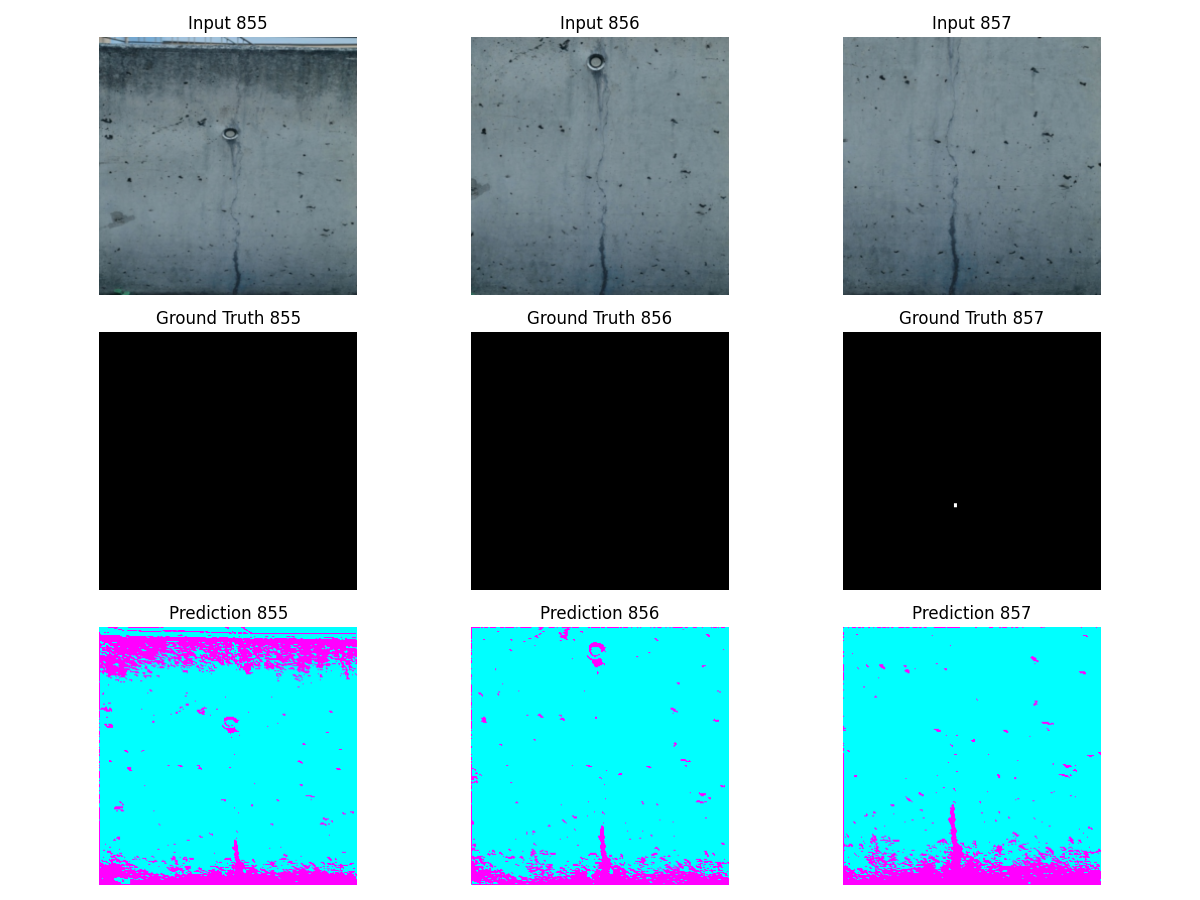 Input 855
Input 856
Input 857
Ground Truth 855
Ground Truth 856
Ground Truth 857
Prediction 855
Prediction 856
Prediction 857